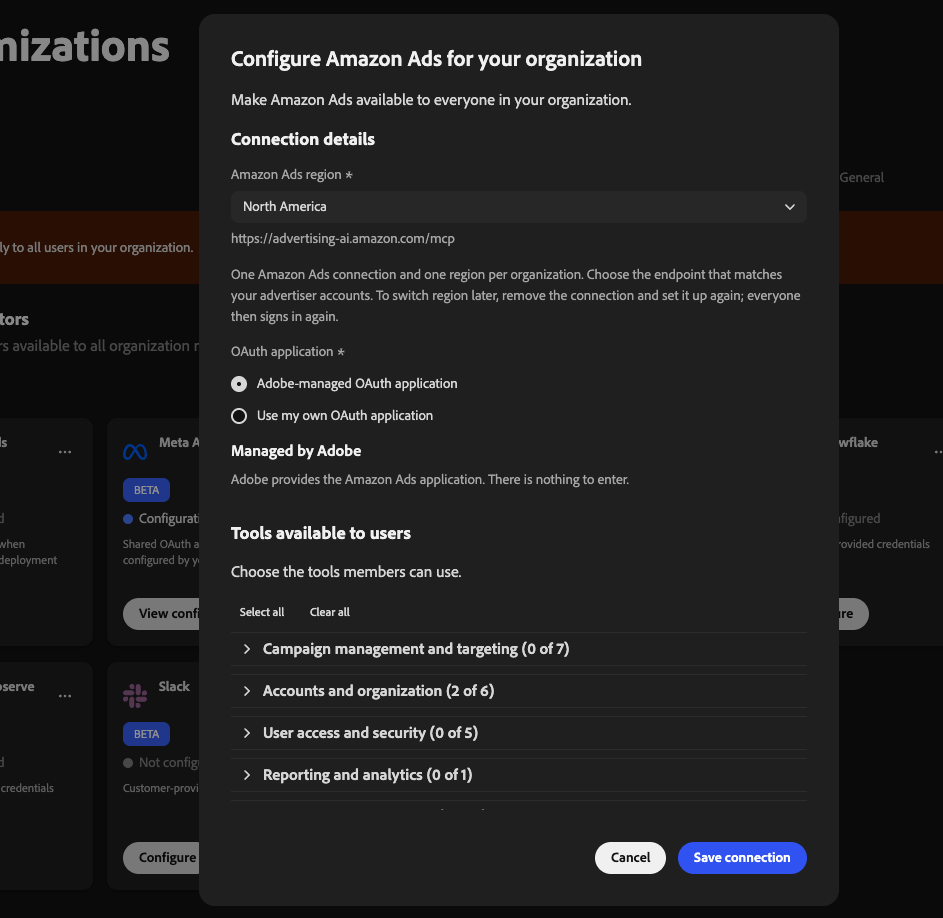 nizations
Configure Amazon Ads for your organization
Make Amazon Ads available to everyone in your organization.
Connection details
Amazon Ads region *
General
North America
https://advertising-ai.amazon.com/mcp
ly to all users in your organization.
One Amazon Ads connection and one region per organization. Choose the endpoint that matches
your advertiser accounts. To switch region later, remove the connection and set it up again; everyone
then signs in again.
tors
rs available to all organization
OAuth application *
Adobe-managed OAuth application
Use my own OAuth application
Managed by Adobe
Adobe provides the Amazon Ads application. There is nothing to enter.
ds
Meta A
BETA
Configurati
Shared OAuth a
configured by y
View confi
when
deployment
wflake
figured
rovided credentials
re
Tools available to users
Choose the tools members can use.
Select all
Clear all
Campaign management and targeting (0 of 7)
Accounts and organization (2 of 6)
User access and security (0 of 5)
Reporting and analytics (0 of 1)
oserve
credentials
Slack
BETA
Not config
Customer-provi
Configure
Cancel
Save connection